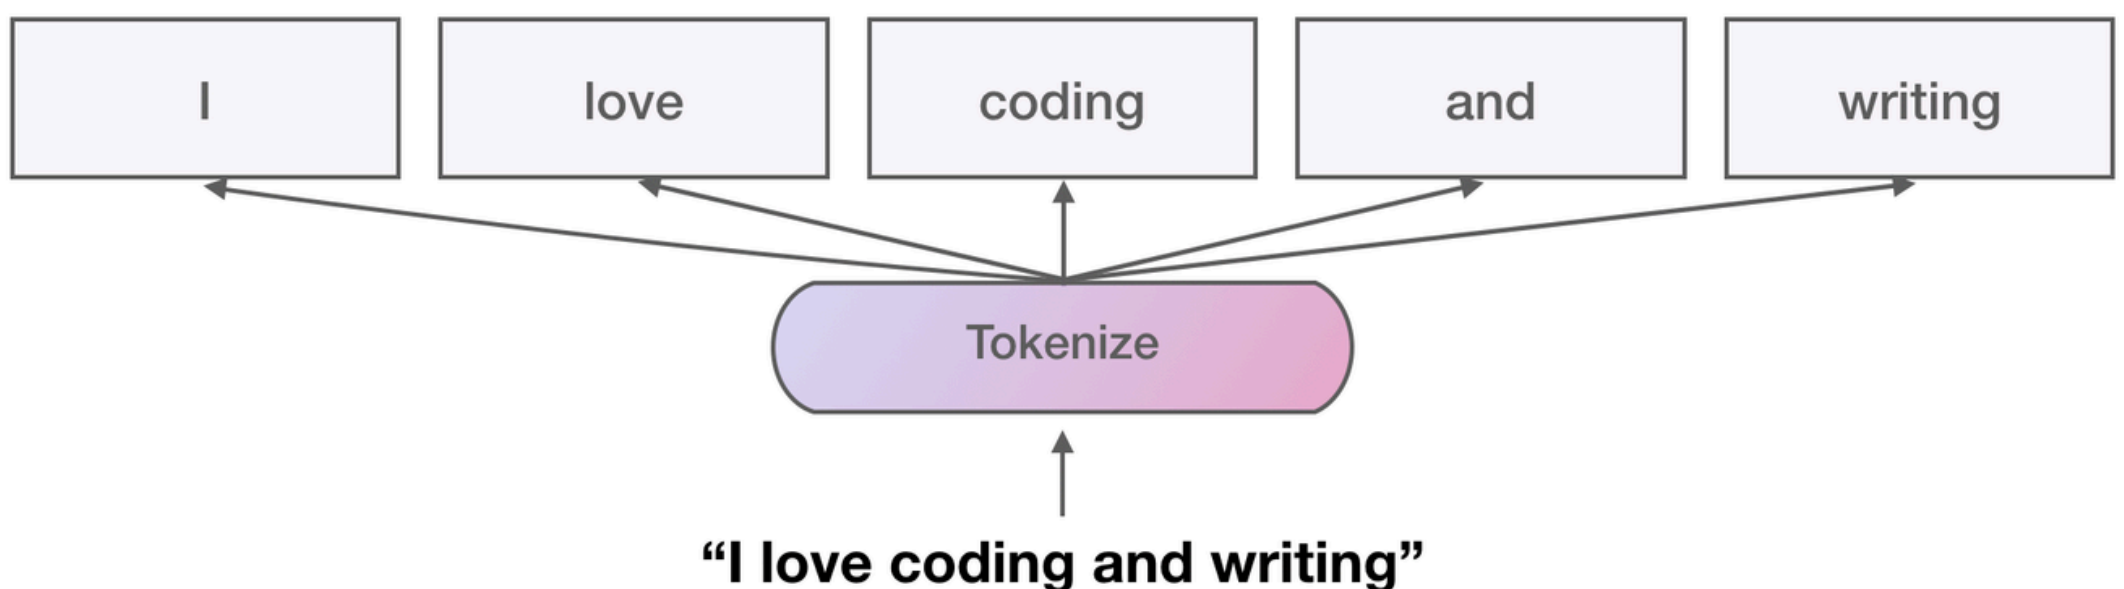 I
love
coding
and
writing
Tokenize
“I love coding and writing”